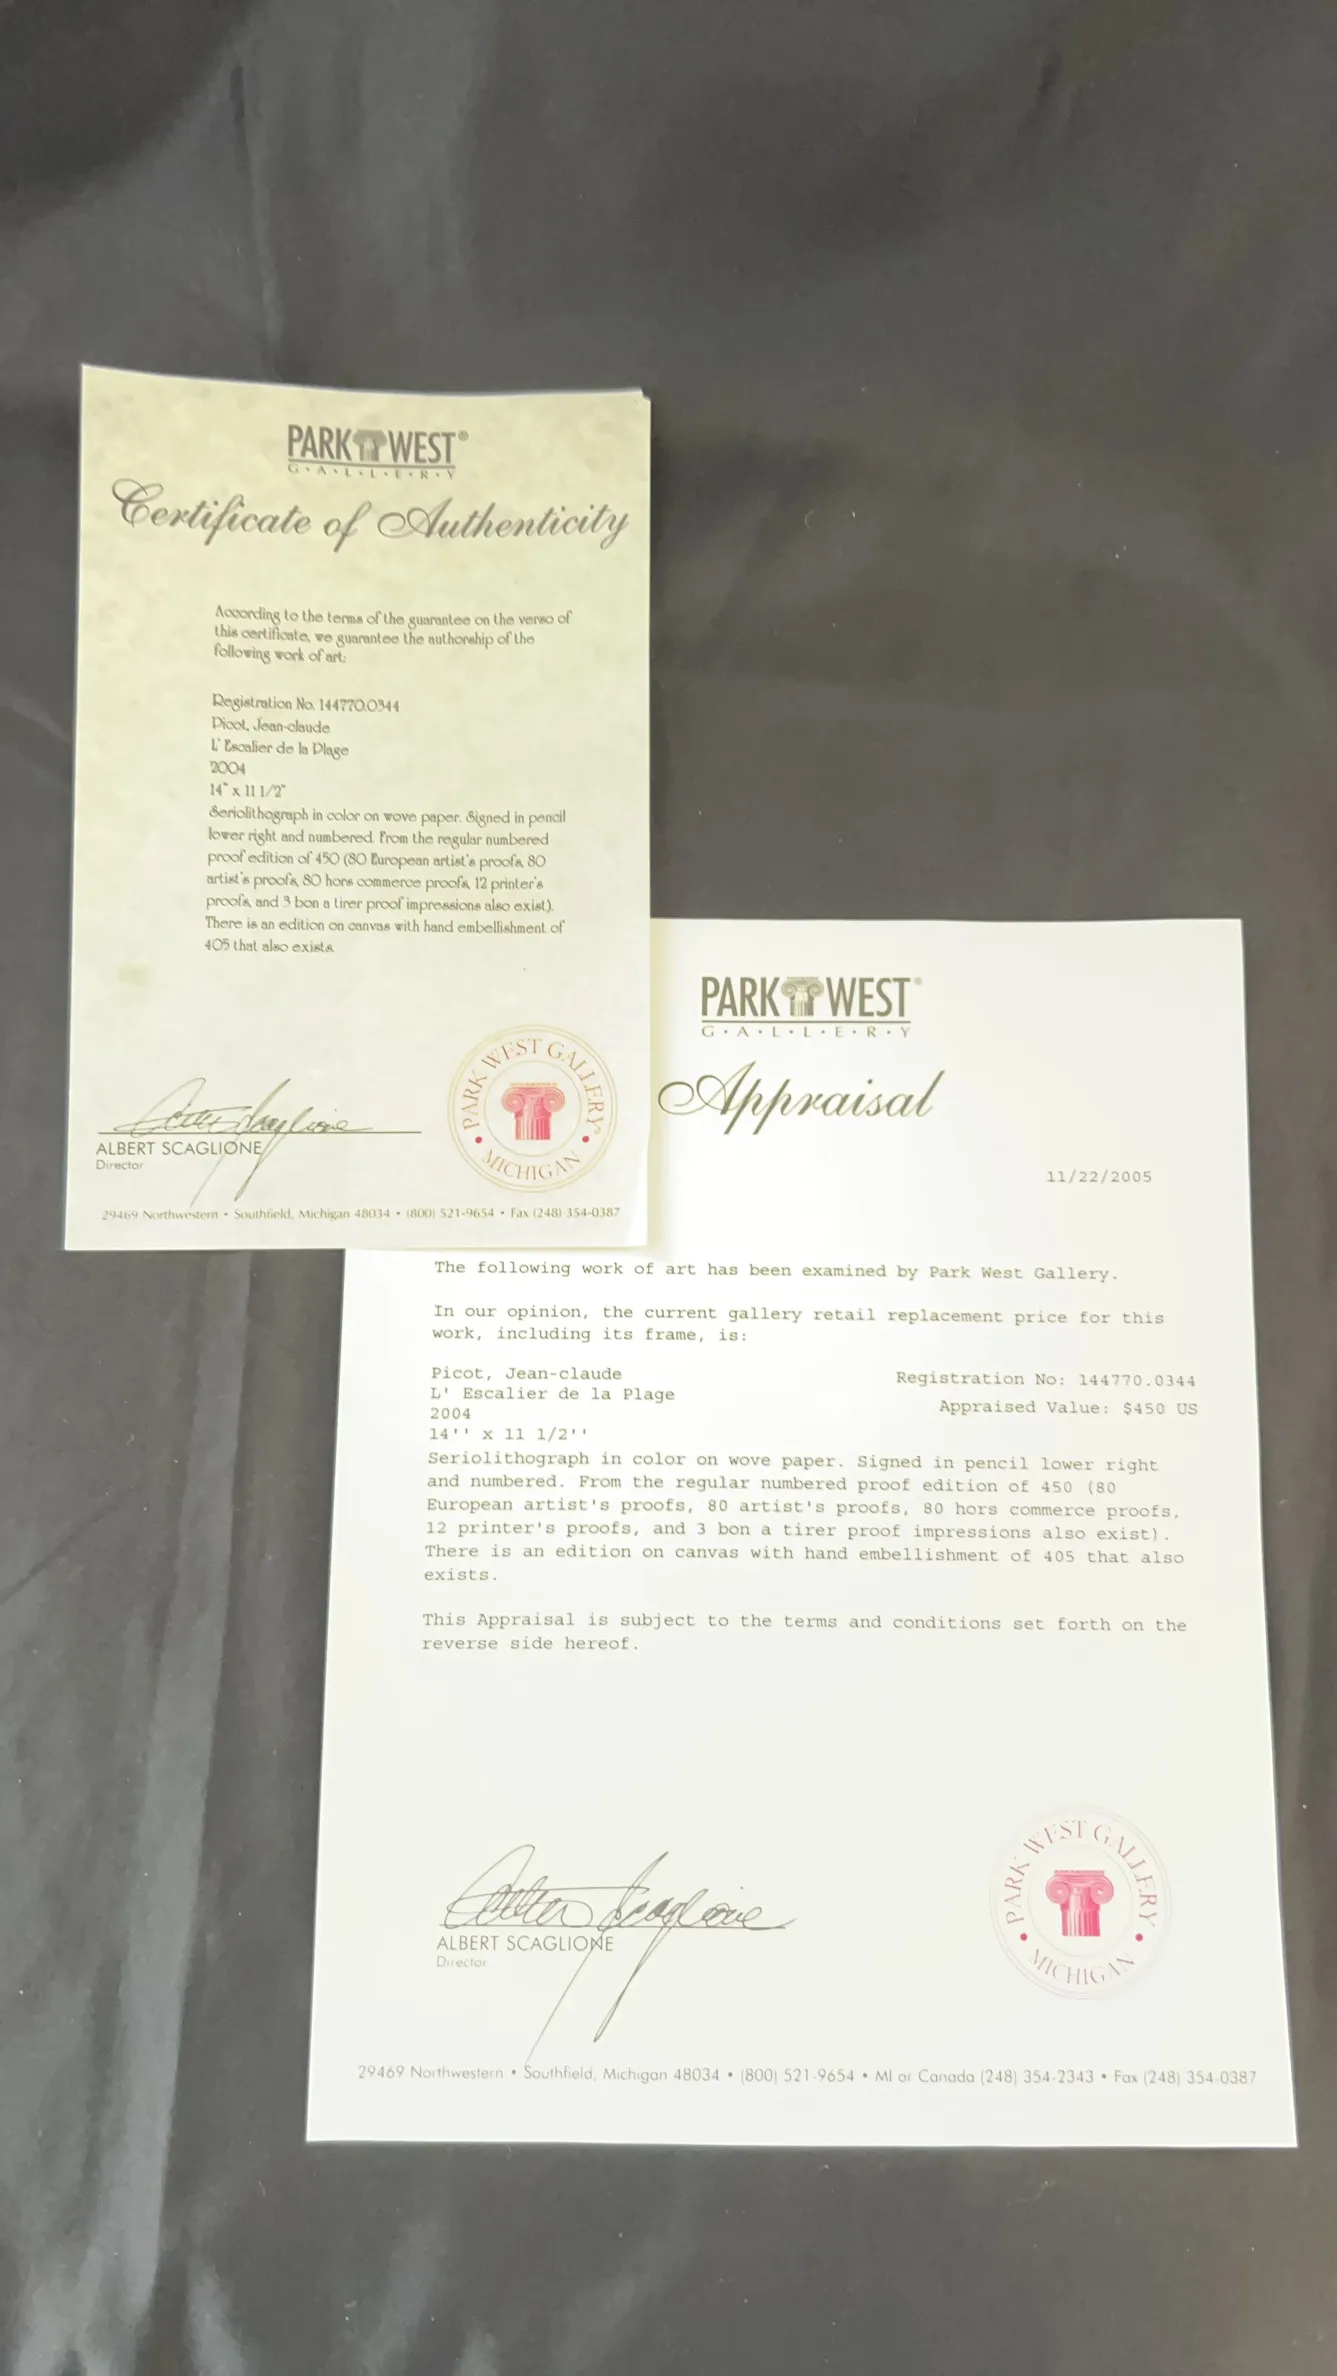 PARK WEST®
G·A·L·L·E·R·Y
Certificate of Authenticity
According to the terms of the guarantee on the verso of
this certificate, we guarantee the authorship of the
following work of art:
Registration No. 144770.0344
Picot, Jean-claude
L' Escalier de la Plage
2004
14" x 11 1/2"
Seriolithograph in color on wove paper. Signed in pencil
lower right and numbered. From the regular numbered
proof edition of 450 (80 European artist's proofs, 80
artist's proofs, 80 hors commerce proofs, 12 printer's
proofs, and 3 bon a tirer proof impressions also exist).
There is an edition on canvas with hand embellishment of
405 that also exists.
Albert Scaglione
ALBERT SCAGLIONE
Director
PARK WEST GALLERY
• MICHIGAN •
29469 Northwestern • Southfield, Michigan 48034 • (800) 521-9654 • Fax (248) 354-0387
PARK WEST®
G·A·L·L·E·R·Y
Appraisal
11/22/2005
The following work of art has been examined by Park West Gallery.
In our opinion, the current gallery retail replacement price for this
work, including its frame, is:
Picot, Jean-claude
L' Escalier de la Plage
2004
14'' x 11 1/2''
Registration No: 144770.0344
Appraised Value: $450 US
Seriolithograph in color on wove paper. Signed in pencil lower right
and numbered. From the regular numbered proof edition of 450 (80
European artist's proofs, 80 artist's proofs, 80 hors commerce proofs,
12 printer's proofs, and 3 bon a tirer proof impressions also exist).
There is an edition on canvas with hand embellishment of 405 that also
exists.
This Appraisal is subject to the terms and conditions set forth on the
reverse side hereof.
Albert Scaglione
ALBERT SCAGLIONE
Director
PARK WEST GALLERY
• MICHIGAN •
29469 Northwestern • Southfield, Michigan 48034 • (800) 521-9654 • MI or Canada (248) 354-2343 • Fax (248) 354-0387